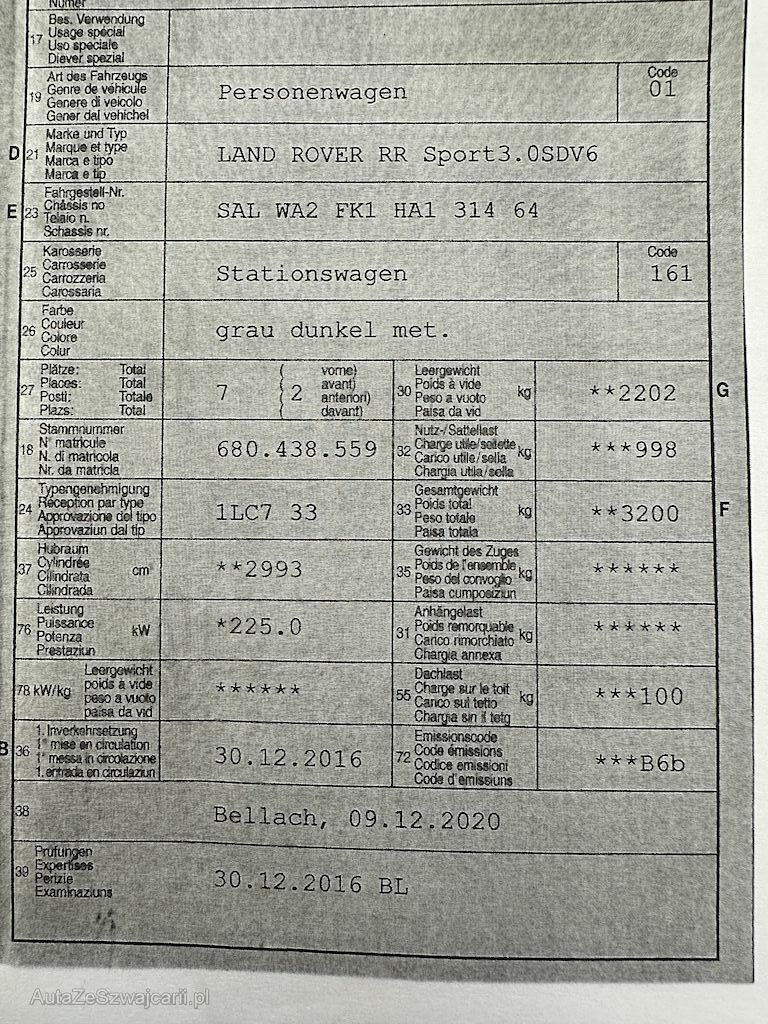 Numer
17
Bes. Verwendung
Usage spécial
Uso speciale
Diever spezial
19
Art des Fahrzeugs
Genre de véhicule
Genere di veicolo
Gener dal vehichel
Personenwagen
Code
01
D 21
Marke und Typ
Marque et type
Marca e tipo
Marca e tip
LAND ROVER RR Sport3.0SDV6
E 23
Fahrgestell-Nr.
Châssis no
Telaio n.
Schassis nr.
SAL WA2 FK1 HA1 314 64
25
Karosserie
Carrosserie
Carrozzeria
Carossaria
Stationswagen
Code
161
26
Farbe
Couleur
Colore
Colur
grau dunkel met.
27
Plätze: Total
Places: Total
Posti: Totale
Plazs: Total
7
( vorne)
( 2 avant)
( anteriori)
( davant)
30
Leergewicht
Poids à vide
Peso a vuoto
Paisa da vid
kg
**2202
G
18
Stammnummer
N° matricule
N. di matricola
Nr. da matricla
680.438.559
32
Nutz-/Sattellast
Charge utile/sellette
Carico utile/sella
Chargia utila/sella
kg
***998
24
Typengenehmigung
Réception par type
Approvazione del tipo
Approvaziun dal tip
1LC7 33
33
Gesamtgewicht
Poids total
Peso totale
Paisa totala
kg
**3200
F
37
Hubraum
Cylindrée
Cilindrata
Cilindrada
cm
**2993
35
Gewicht des Zuges
Poids de l'ensemble
Peso del convoglio
Paisa cumposiziun
kg
******
76
Leistung
Puissance
Potenza
Prestaziun
kW
*225.0
31
Anhängelast
Poids remorquable
Carico rimorchiato
Chargia annexa
kg
******
78 kW/kg
Leergewicht
poids à vide
peso a vuoto
paisa da vid
******
55
Dachlast
Charge sur le toit
Carico sul tetto
Chargia sin il tetg
kg
***100
B 36
1. Inverkehrsetzung
1re mise en circulation
1a messa in circolazione
1. entrada en circulaziun
30.12.2016
72
Emissionscode
Code émissions
Codice emissioni
Code d'emissiuns
***B6b
38
Bellach, 09.12.2020
39
Prüfungen
Expertises
Perizie
Examinaziuns
30.12.2016 BL
AutaZeSzwajcarii.pl